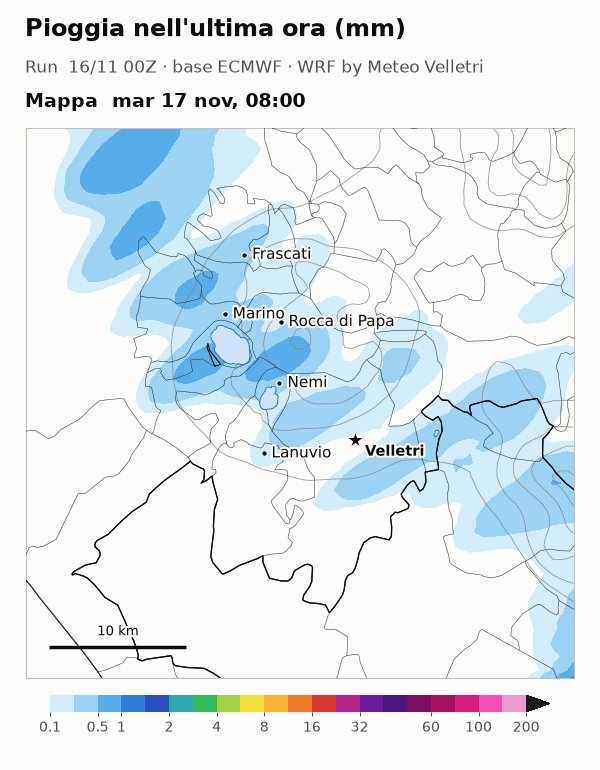 Pioggia nell'ultima ora (mm)
Run  16/11 00Z · base ECMWF · WRF by Meteo Velletri
Mappa  mar 17 nov, 08:00
Frascati
Marino
Rocca di Papa
Nemi
Velletri
Lanuvio
10 km
0.1 0.5 1 2 4 8 16 32 60 100 200